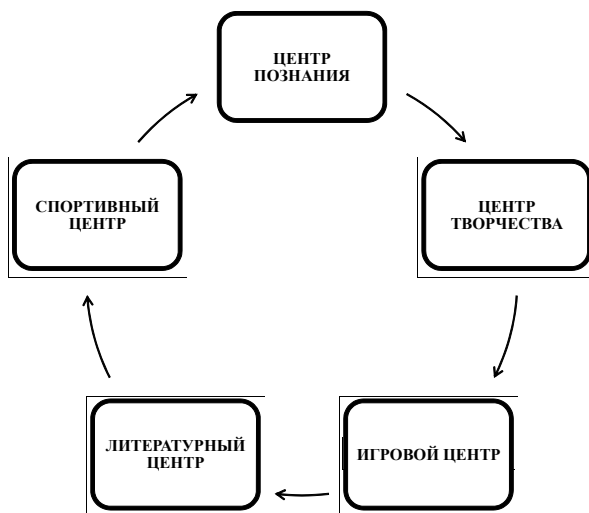 ЦЕНТР
ПОЗНАНИЯ
СПОРТИВНЫЙ
ЦЕНТР
ЦЕНТР
ТВОРЧЕСТВА
ЛИТЕРАТУРНЫЙ
ЦЕНТР
ИГРОВОЙ ЦЕНТР